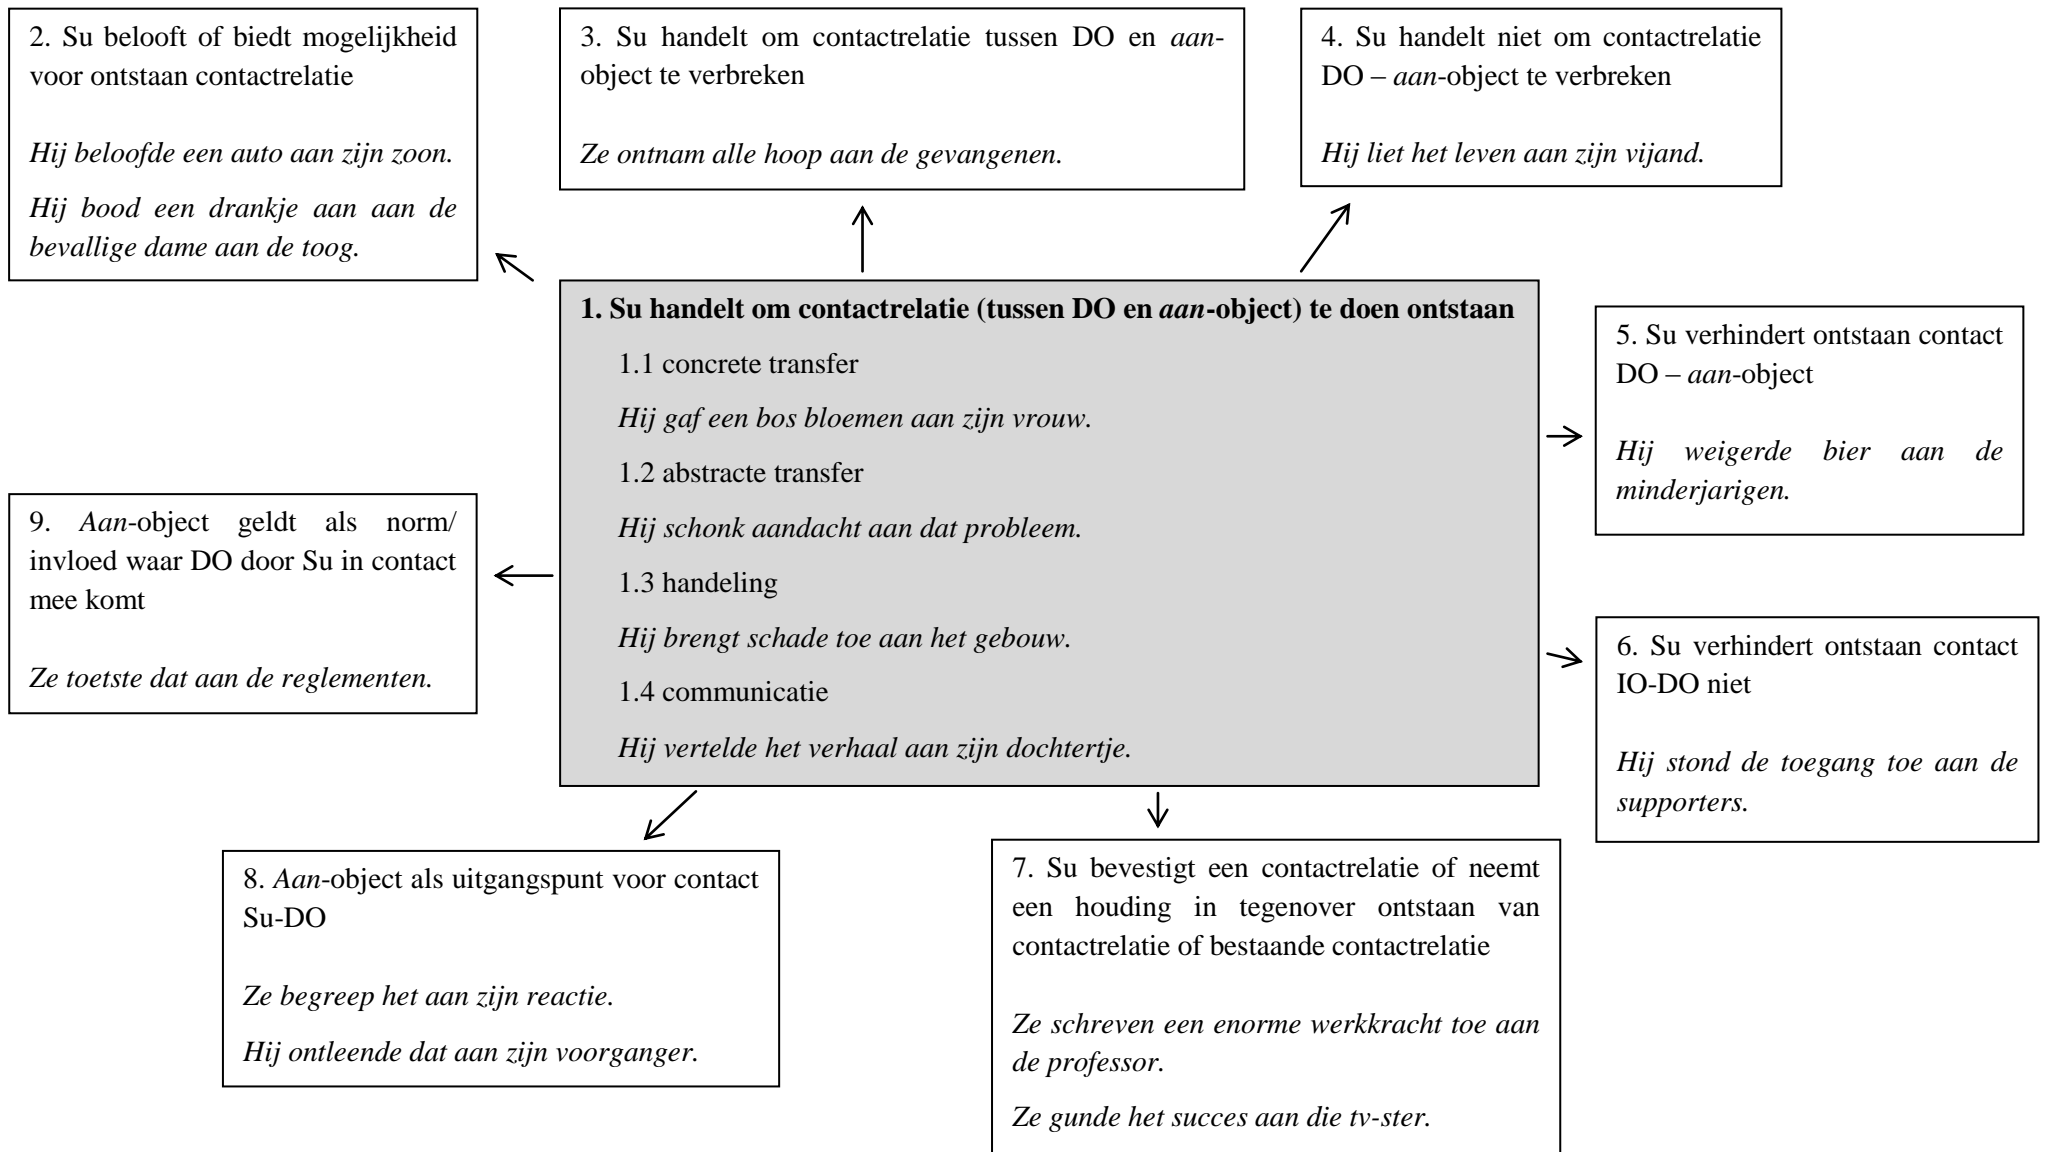 2. Su belooft of biedt mogelijkheid
voor ontstaan contactrelatie
Hij beloofde een auto aan zijn zoon.
Hij bood een drankje aan aan de
bevallige dame aan de toog.
3. Su handelt om contactrelatie tussen DO en aan-
object te verbreken
Ze ontnam alle hoop aan de gevangenen.
4. Su handelt niet om contactrelatie
DO – aan-object te verbreken
Hij liet het leven aan zijn vijand.
1. Su handelt om contactrelatie (tussen DO en aan-object) te doen ontstaan
1.1 concrete transfer
Hij gaf een bos bloemen aan zijn vrouw.
1.2 abstracte transfer
Hij schonk aandacht aan dat probleem.
1.3 handeling
Hij brengt schade toe aan het gebouw.
1.4 communicatie
Hij vertelde het verhaal aan zijn dochtertje.
5. Su verhindert ontstaan contact
DO – aan-object
Hij weigerde bier aan de
minderjarigen.
6. Su verhindert ontstaan contact
IO-DO niet
Hij stond de toegang toe aan de
supporters.
7. Su bevestigt een contactrelatie of neemt
een houding in tegenover ontstaan van
contactrelatie of bestaande contactrelatie
Ze schreven een enorme werkkracht toe aan
de professor.
Ze gunde het succes aan die tv-ster.
8. Aan-object als uitgangspunt voor contact
Su-DO
Ze begreep het aan zijn reactie.
Hij ontleende dat aan zijn voorganger.
9. Aan-object geldt als norm/
invloed waar DO door Su in contact
mee komt
Ze toetste dat aan de reglementen.